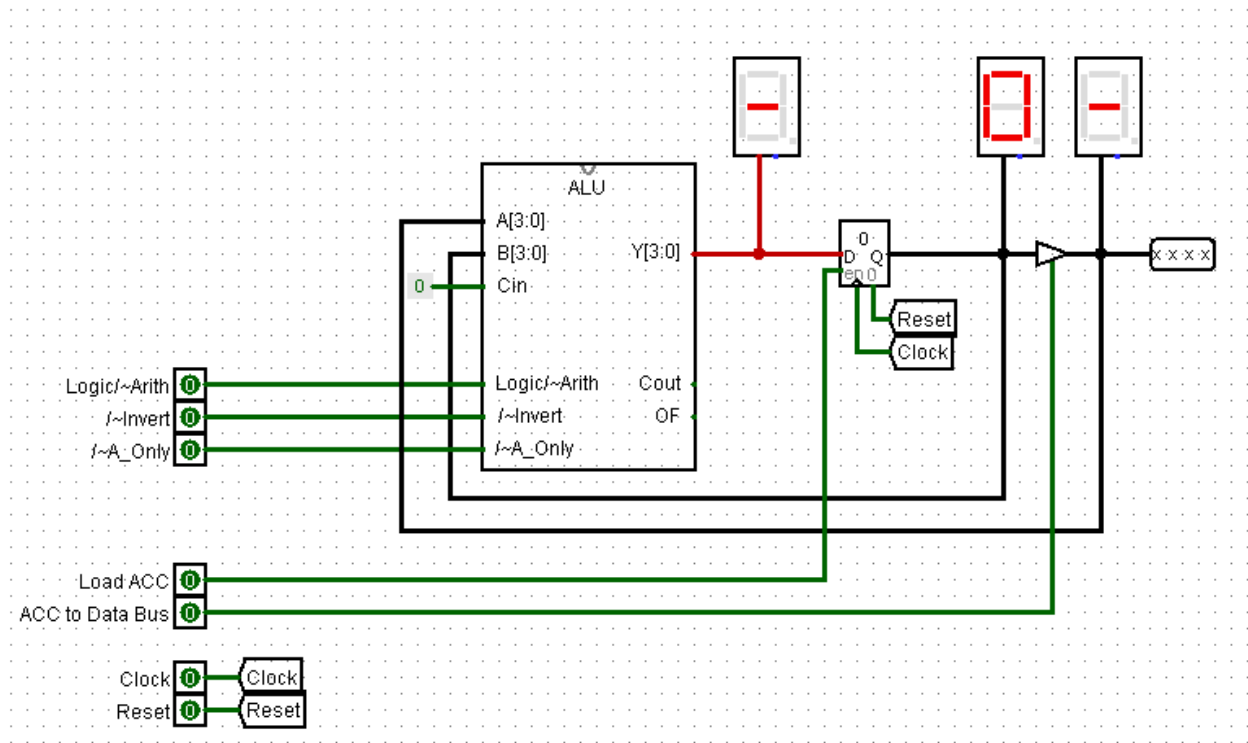 -
0
-
ALU
A[3:0]
B[3:0]
Y[3:0]
0
Cin
0
D
Q
en
0
x x x x
Reset
Clock
Logic/~Arith
0
Logic/~Arith
Cout
/~Invert
0
/~Invert
OF
/~A_Only
0
/~A_Only
Load ACC
0
ACC to Data Bus
0
Clock
0
Clock
Reset
0
Reset